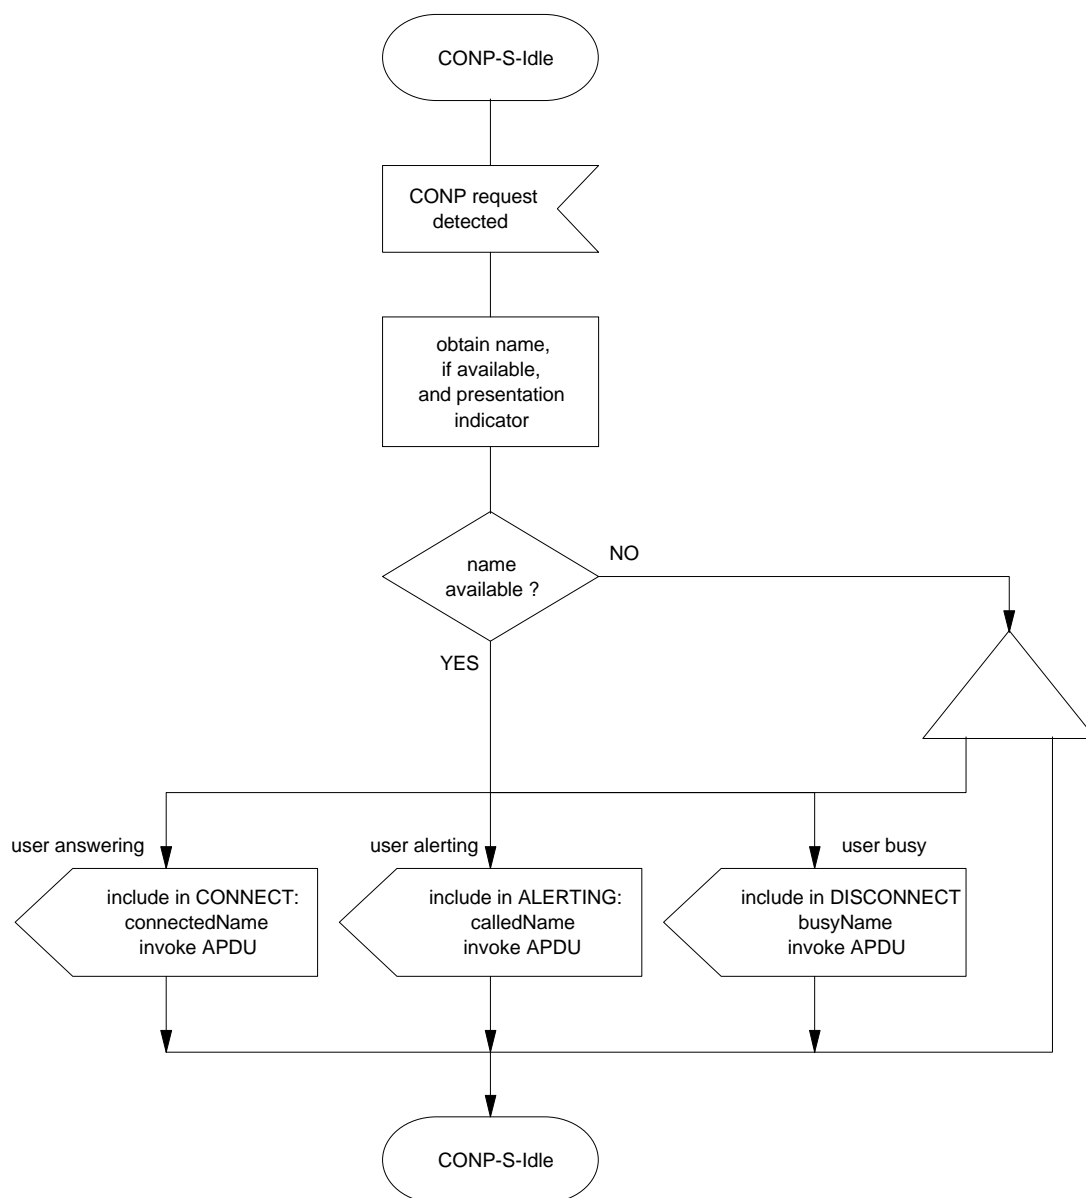 CONP-S-Idle
CONP request
detected
obtain name,
if available,
and presentation
indicator
name
available ?
NO
YES
user answering
include in CONNECT:
connectedName
invoke APDU
user alerting
include in ALERTING:
calledName
invoke APDU
user busy
include in DISCONNECT
busyName
invoke APDU
CONP-S-Idle